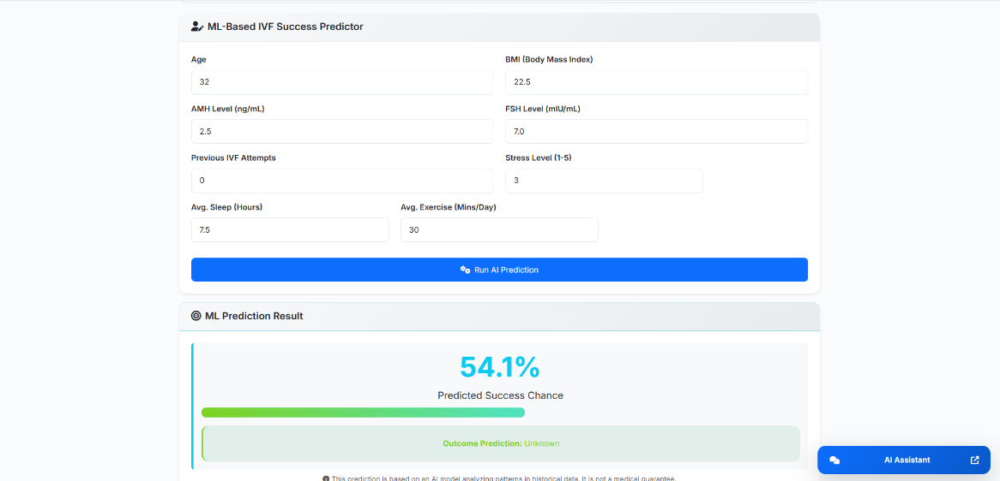 ML-Based IVF Success Predictor
Age
BMI (Body Mass Index)
32
22.5
AMH Level (ng/mL)
FSH Level (mIU/mL)
2.5
7.0
Previous IVF Attempts
Stress Level (1-5)
0
3
Avg. Sleep (Hours)
Avg. Exercise (Mins/Day)
7.5
30
Run AI Prediction
ML Prediction Result
54.1%
Predicted Success Chance
Outcome Prediction: Unknown
AI Assistant
This prediction is based on an AI model analyzing patterns in historical data. It is not a medical guarantee.